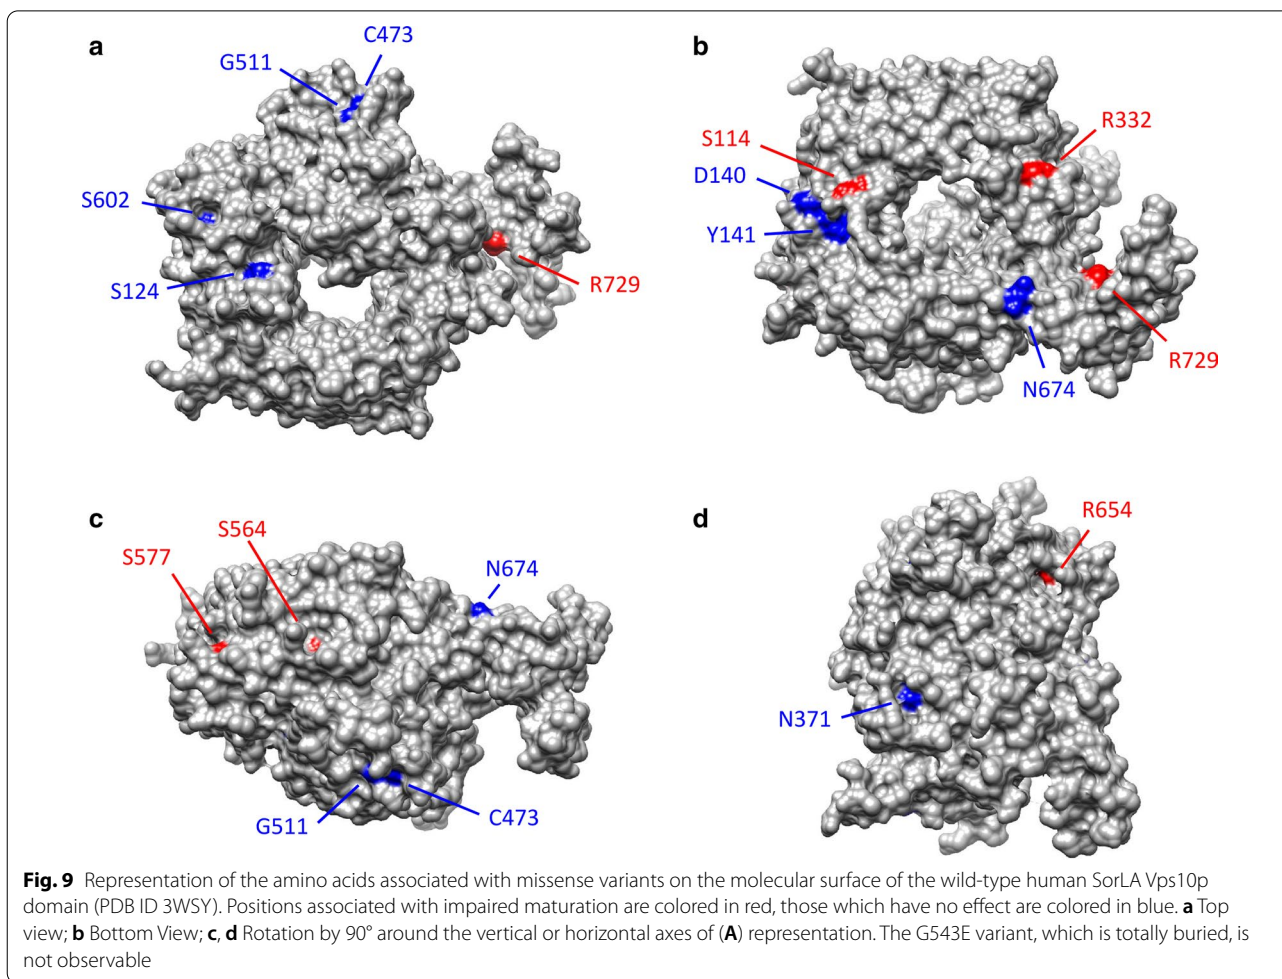 a
C473
G511
S602
S124
R729
b
S114
R332
D140
Y141
R729
N674
c
S564
S577
N674
G511
C473
d
R654
N371
Fig. 9 Representation of the amino acids associated with missense variants on the molecular surface of the wild-type human SorLA Vps10p
domain (PDB ID 3WSY). Positions associated with impaired maturation are colored in red, those which have no effect are colored in blue. a Top
view; b Bottom View; c, d Rotation by 90° around the vertical or horizontal axes of (A) representation. The G543E variant, which is totally buried, is
not observable